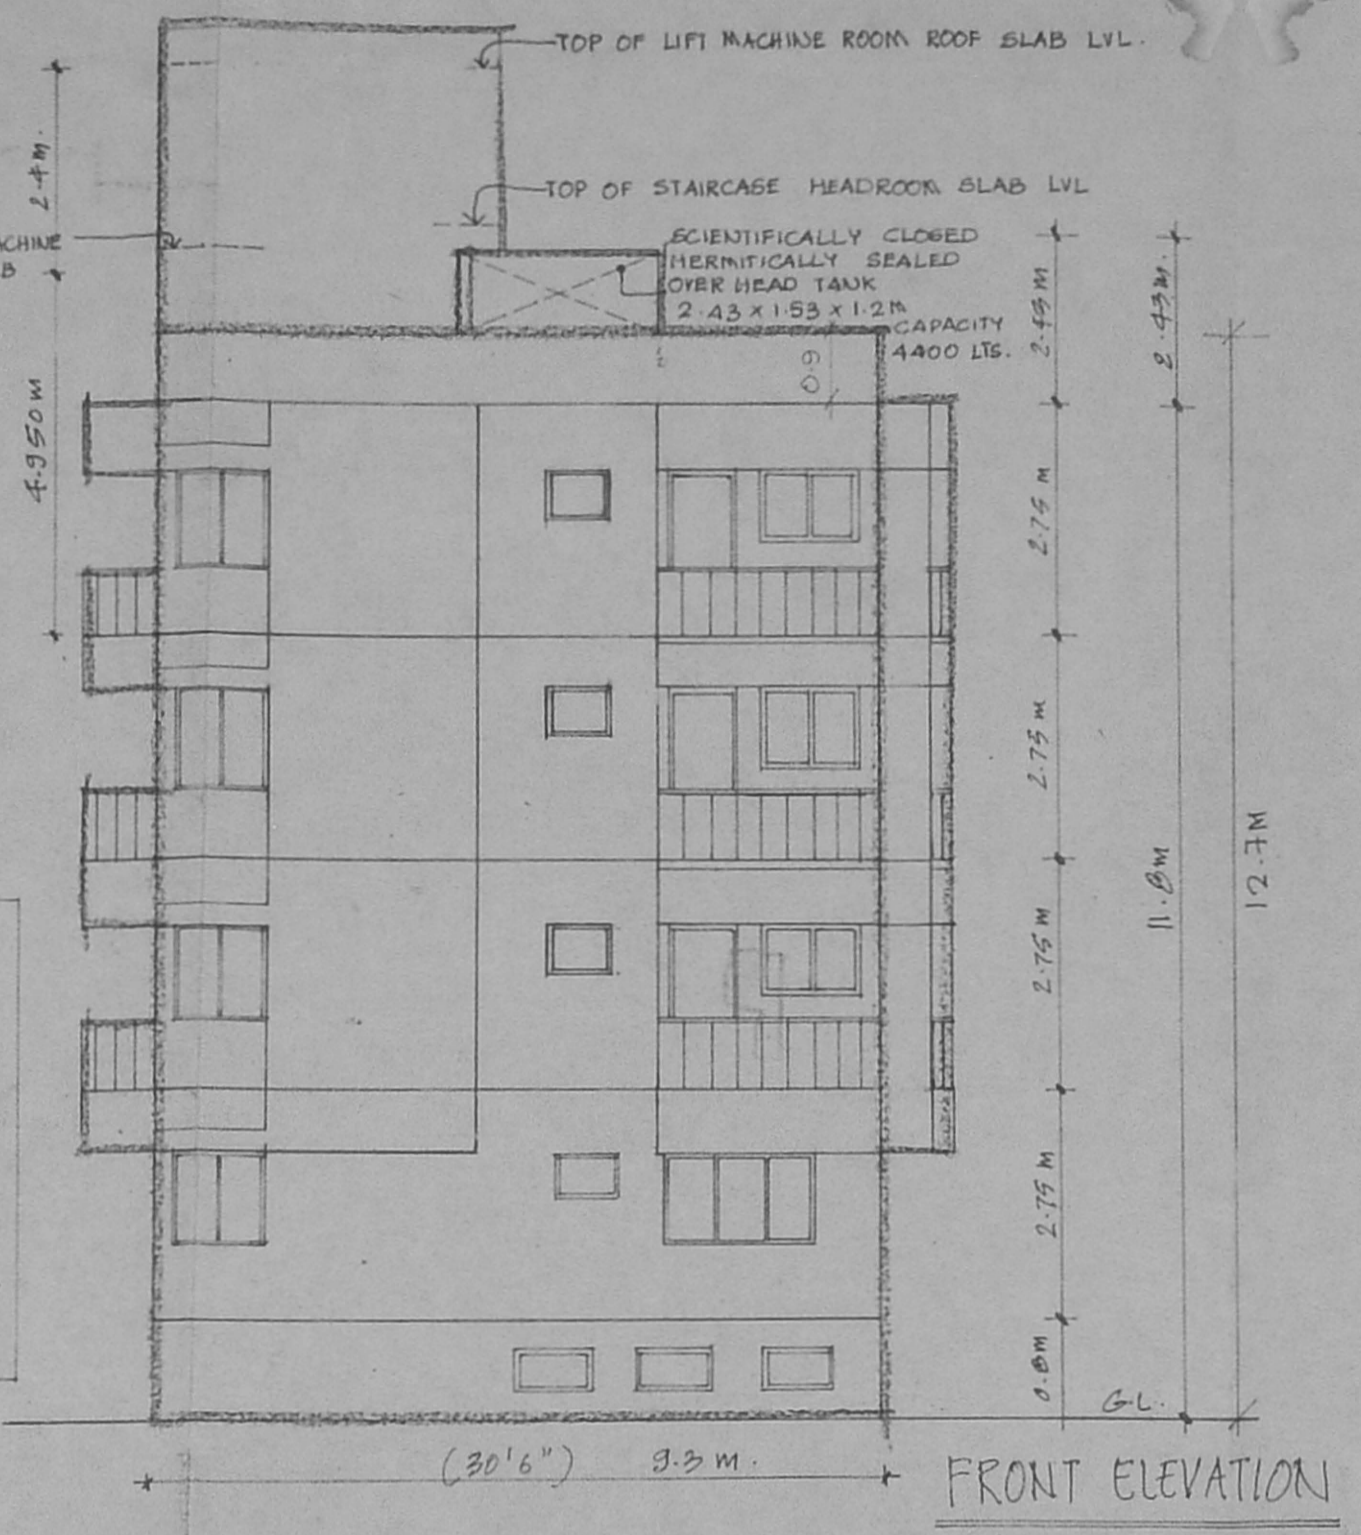 TOP OF LIFT MACHINE ROOM ROOF SLAB LVL.
2.4m.
TOP OF STAIRCASE HEADROOM SLAB LVL
ACHINE
B
SCIENTIFICALLY CLOSED
HERMITICALLY SEALED
OVER HEAD TANK
2.43 x 1.53 x 1.2m
CAPACITY
4400 LTS.
2.43m
2.43m.
0.9
4.950m
2.75 m
2.75 m
2.75 m
2.75 m
11.8m
12.7M
0.8m
G.L.
(30'6") 9.3 m.
FRONT ELEVATION